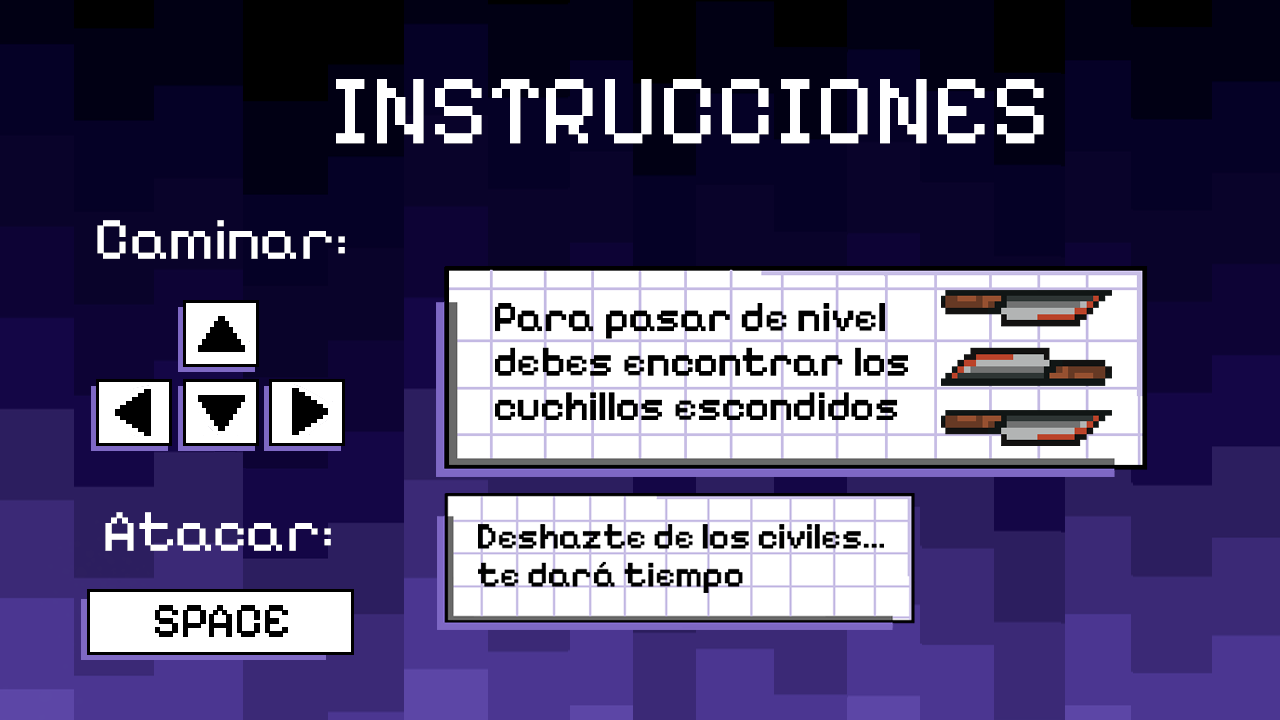 INSTRUCCIONES
Caminar:
Para pasar de nivel
debes encontrar los
cuchillos escondidos
Atacar:
SPACE
Deshazte de los civiles...
te dará tiempo